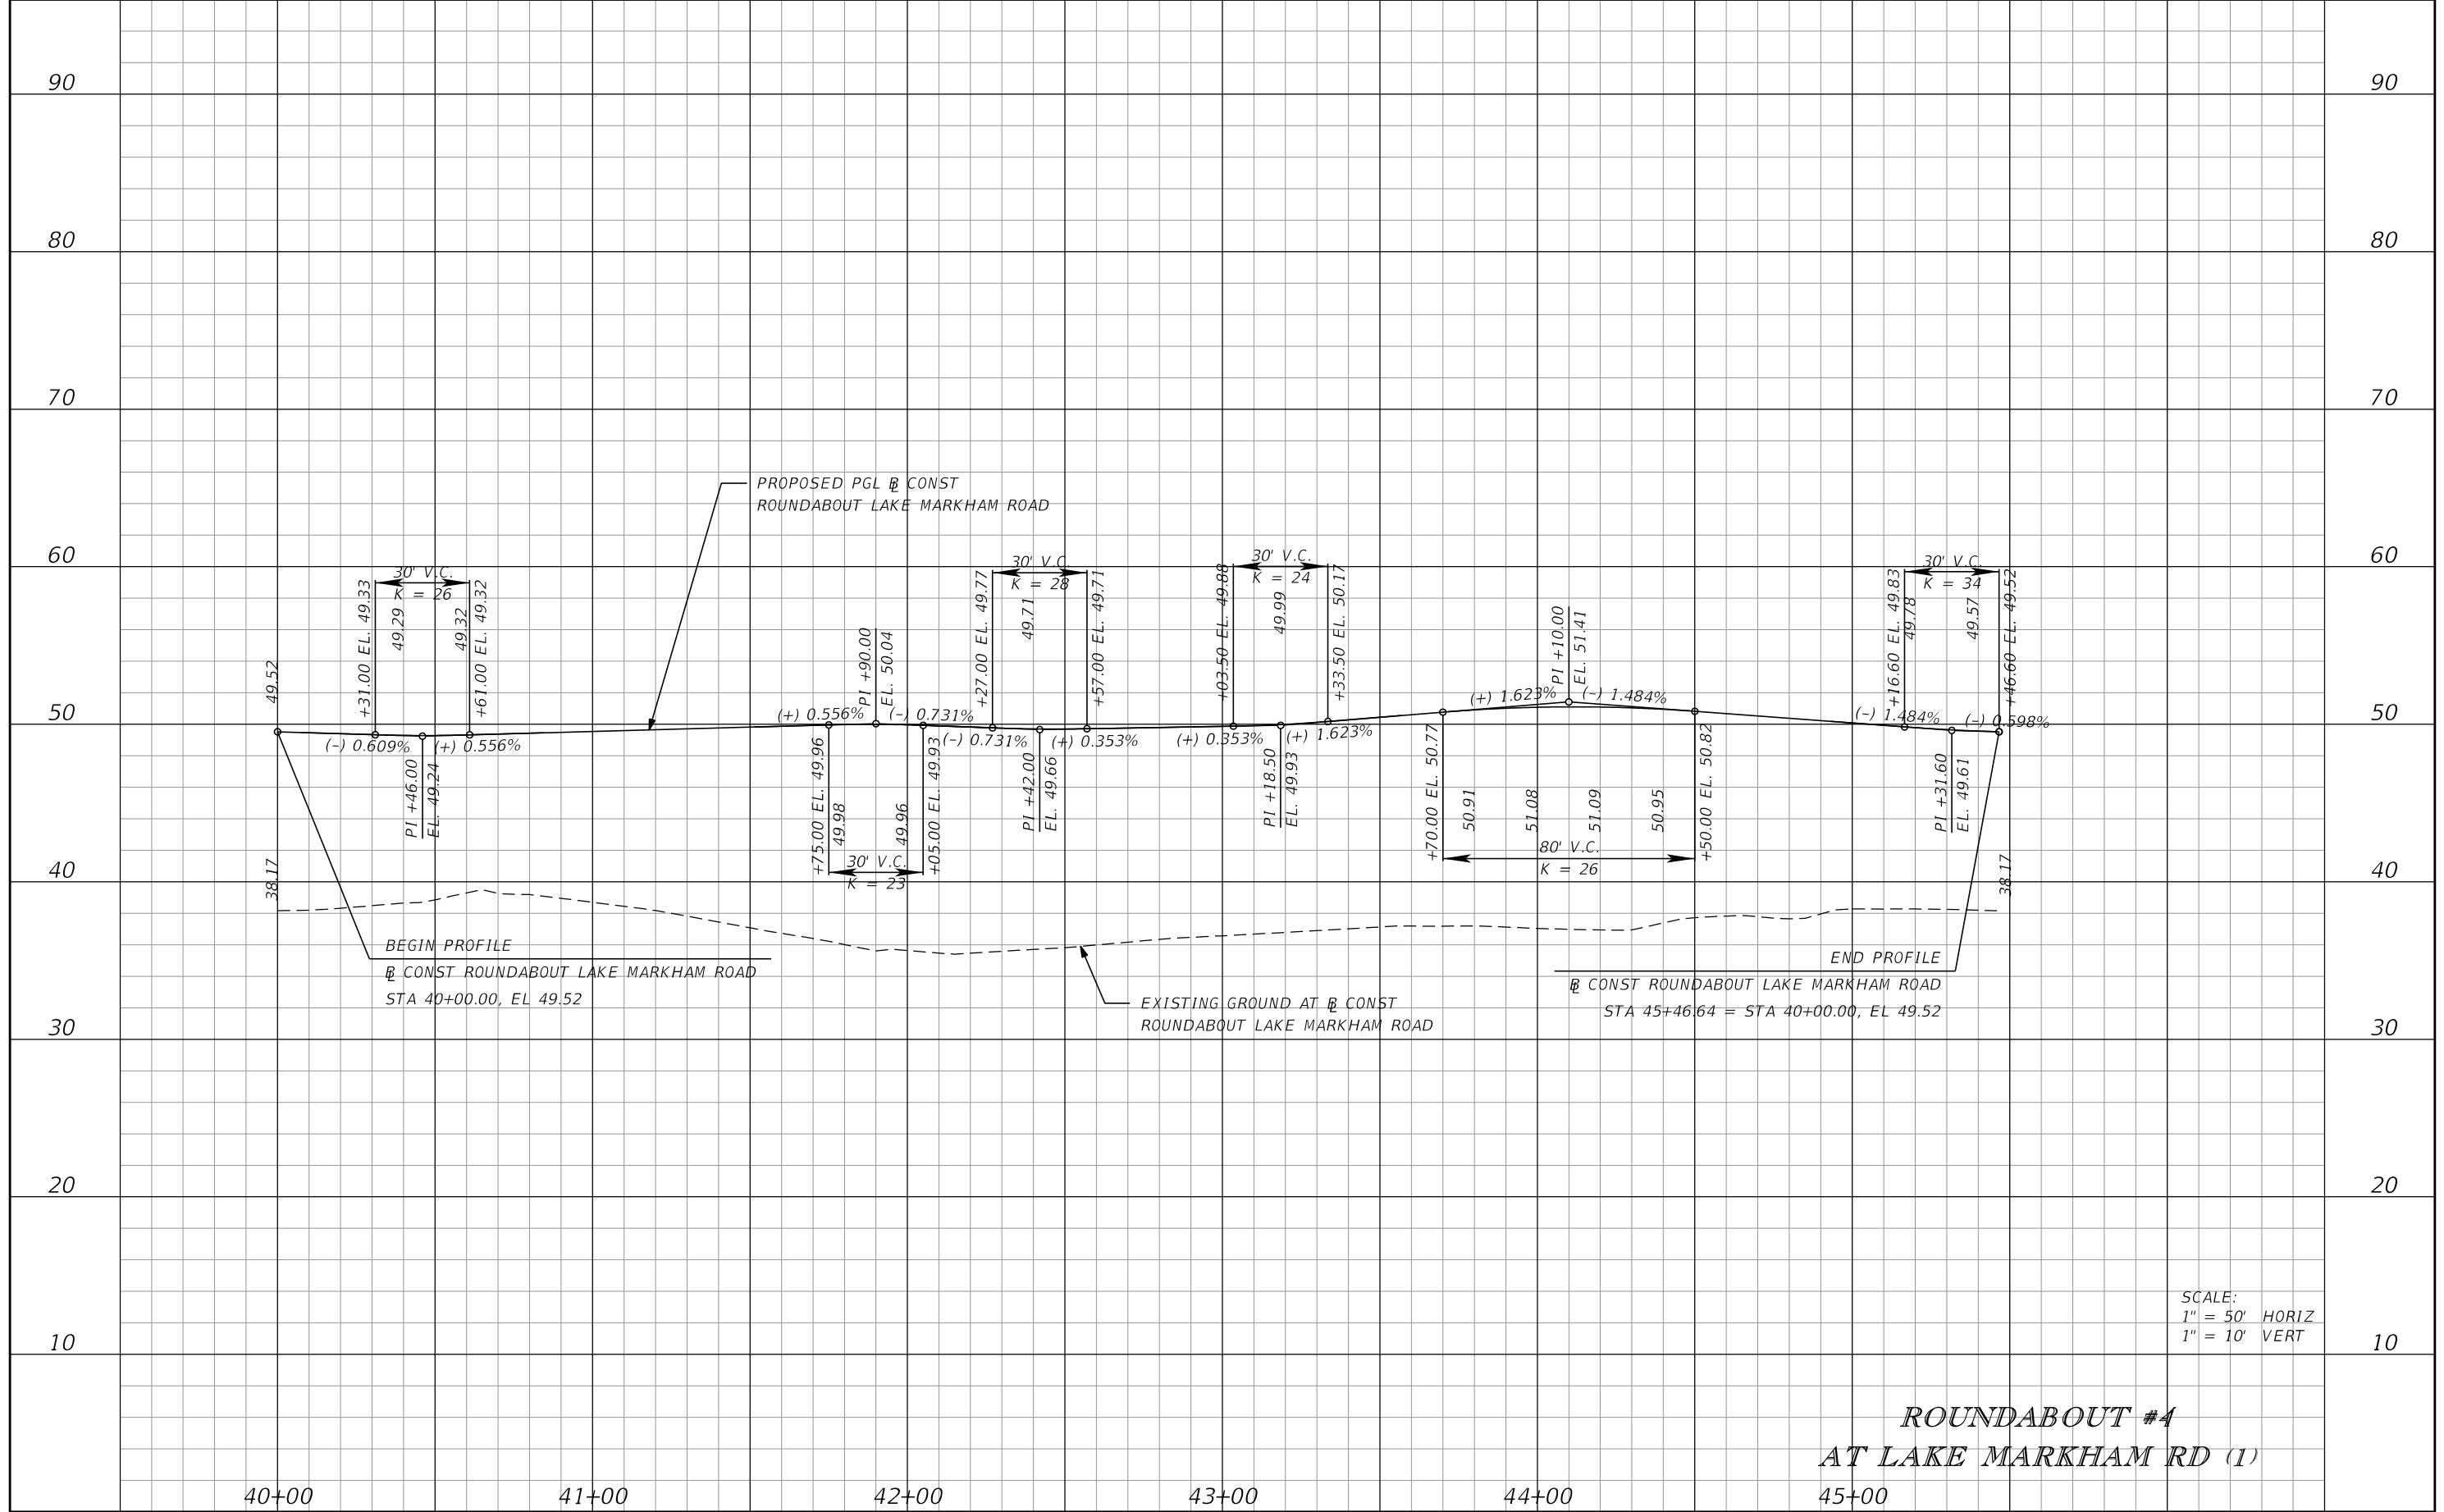 90 90
80 80
70 70
60 60
50 50
40 40
30 30
20 20
10 10
PROPOSED PGL ℄ CONST
ROUNDABOUT LAKE MARKHAM ROAD
49.52
38.17
+31.00 EL. 49.33
30' V.C.
K = 26
49.29
49.32
+61.00 EL. 49.32
(-) 0.609%
(+) 0.556%
PI +46.00
EL. 49.24
(+) 0.556%
(-) 0.731%
PI +90.00
EL. 50.04
+75.00 EL. 49.96
49.98
49.96
+05.00 EL. 49.93
30' V.C.
K = 23
+27.00 EL. 49.77
30' V.C.
K = 28
49.71
+57.00 EL. 49.71
(-) 0.731%
(+) 0.353%
PI +42.00
EL. 49.66
+03.50 EL. 49.88
30' V.C.
K = 24
49.99
+33.50 EL. 50.17
(+) 0.353%
(+) 1.623%
PI +18.50
EL. 49.93
(+) 1.623%
(-) 1.484%
PI +10.00
EL. 51.41
+70.00 EL. 50.77
50.91
51.08
51.09
50.95
+50.00 EL. 50.82
80' V.C.
K = 26
+16.60 EL. 49.83
30' V.C.
K = 34
49.78
49.57
+46.60 EL. 49.52
(-) 1.484%
(-) 0.598%
PI +31.60
EL. 49.61
38.17
BEGIN PROFILE
℄ CONST ROUNDABOUT LAKE MARKHAM ROAD
STA 40+00.00, EL 49.52
EXISTING GROUND AT ℄ CONST
ROUNDABOUT LAKE MARKHAM ROAD
END PROFILE
℄ CONST ROUNDABOUT LAKE MARKHAM ROAD
STA 45+46.64 = STA 40+00.00, EL 49.52
SCALE:
1" = 50' HORIZ
1" = 10' VERT
ROUNDABOUT #4
AT LAKE MARKHAM RD (1)
40+00 41+00 42+00 43+00 44+00 45+00